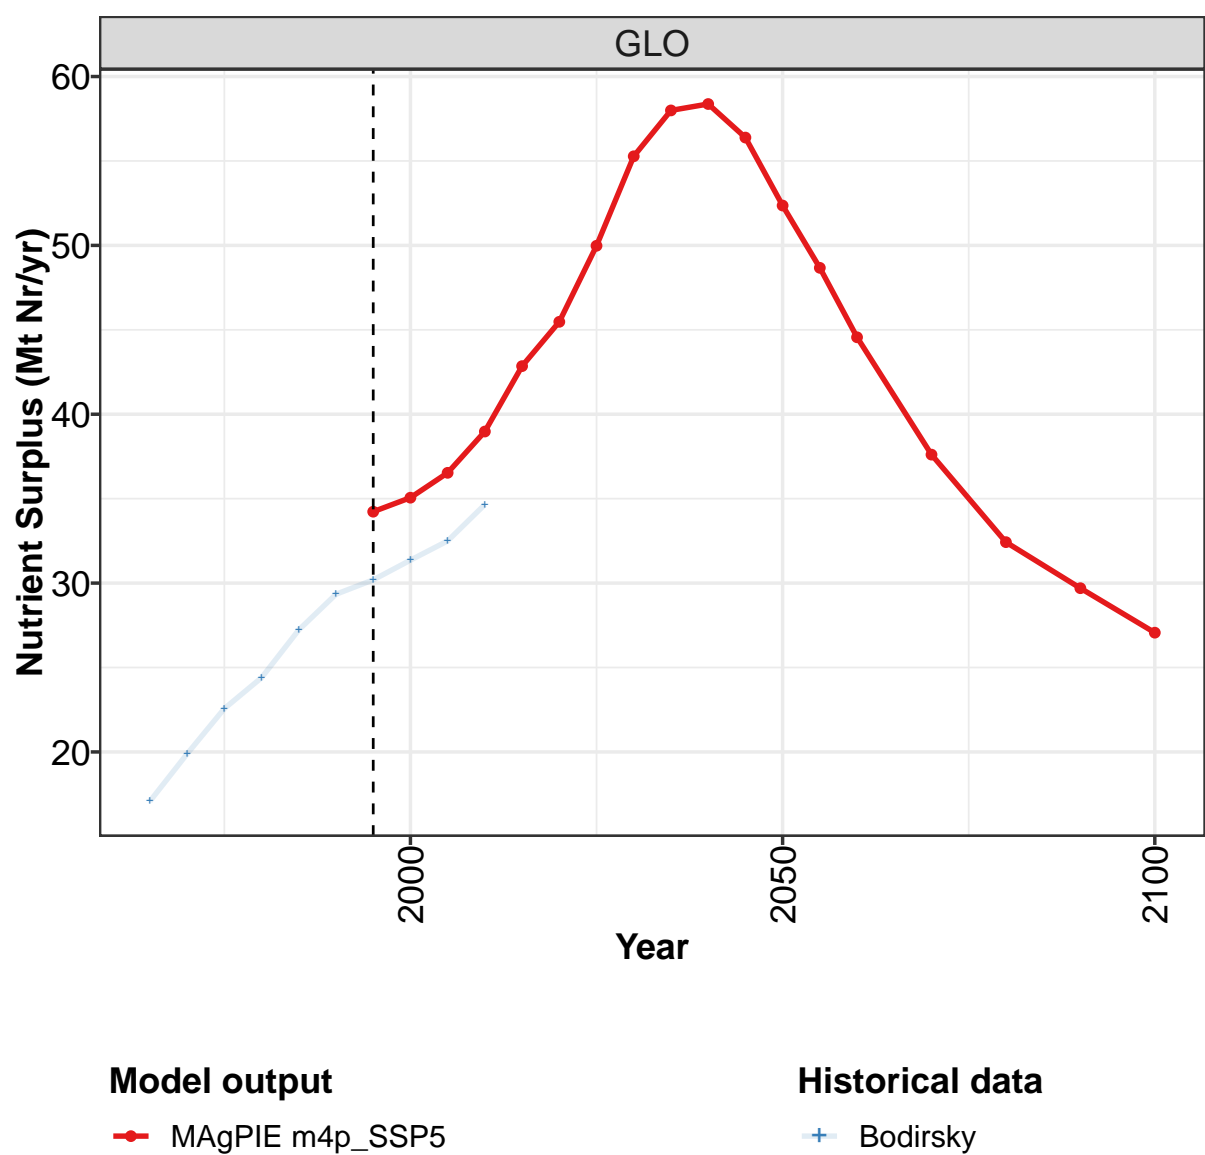 GLO
60
50
40
30
20
Nutrient Surplus (Mt Nr/yr)
2000
2050
2100
Year
Model output
MAgPIE m4p_SSP5
Historical data
Bodirsky